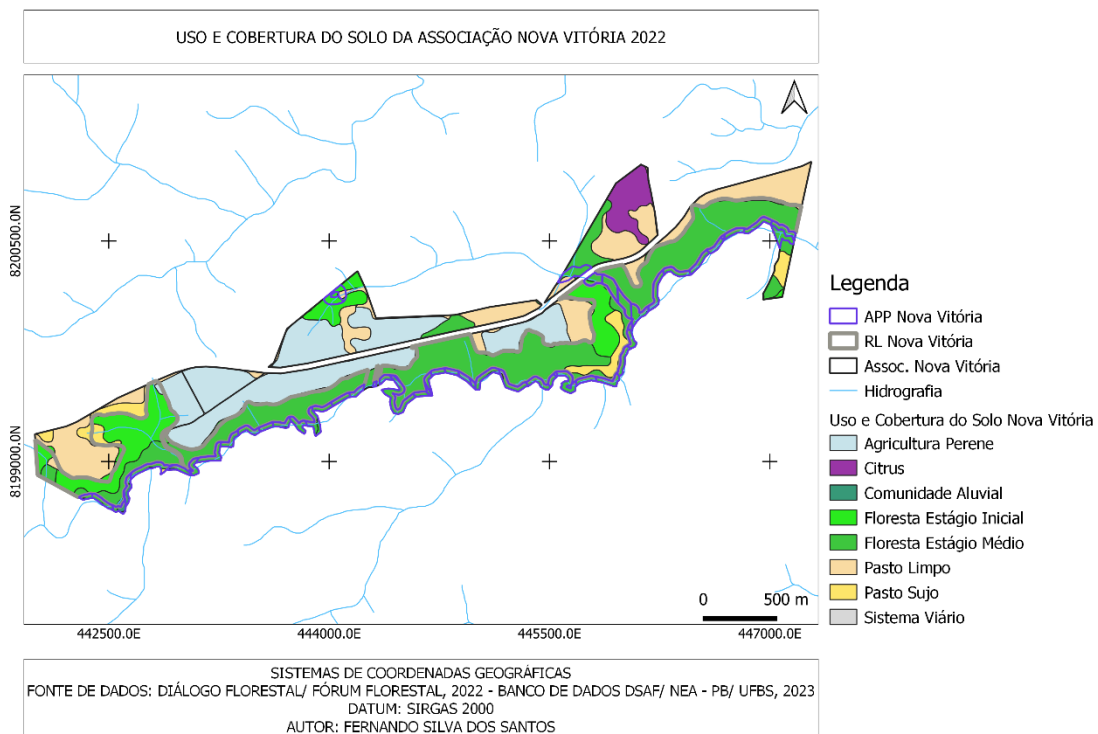 USO E COBERTURA DO SOLO DA ASSOCIAÇÃO NOVA VITÓRIA 2022
8200500.0N
8199000.0N
442500.0E
444000.0E
445500.0E
447000.0E
0 500 m
Legenda
APP Nova Vitória
RL Nova Vitória
Assoc. Nova Vitória
Hidrografia
Uso e Cobertura do Solo Nova Vitória
Agricultura Perene
Citrus
Comunidade Aluvial
Floresta Estágio Inicial
Floresta Estágio Médio
Pasto Limpo
Pasto Sujo
Sistema Viário
SISTEMAS DE COORDENADAS GEOGRÁFICAS
FONTE DE DADOS: DIÁLOGO FLORESTAL/ FÓRUM FLORESTAL, 2022 - BANCO DE DADOS DSAF/ NEA - PB/ UFBS, 2023
DATUM: SIRGAS 2000
AUTOR: FERNANDO SILVA DOS SANTOS